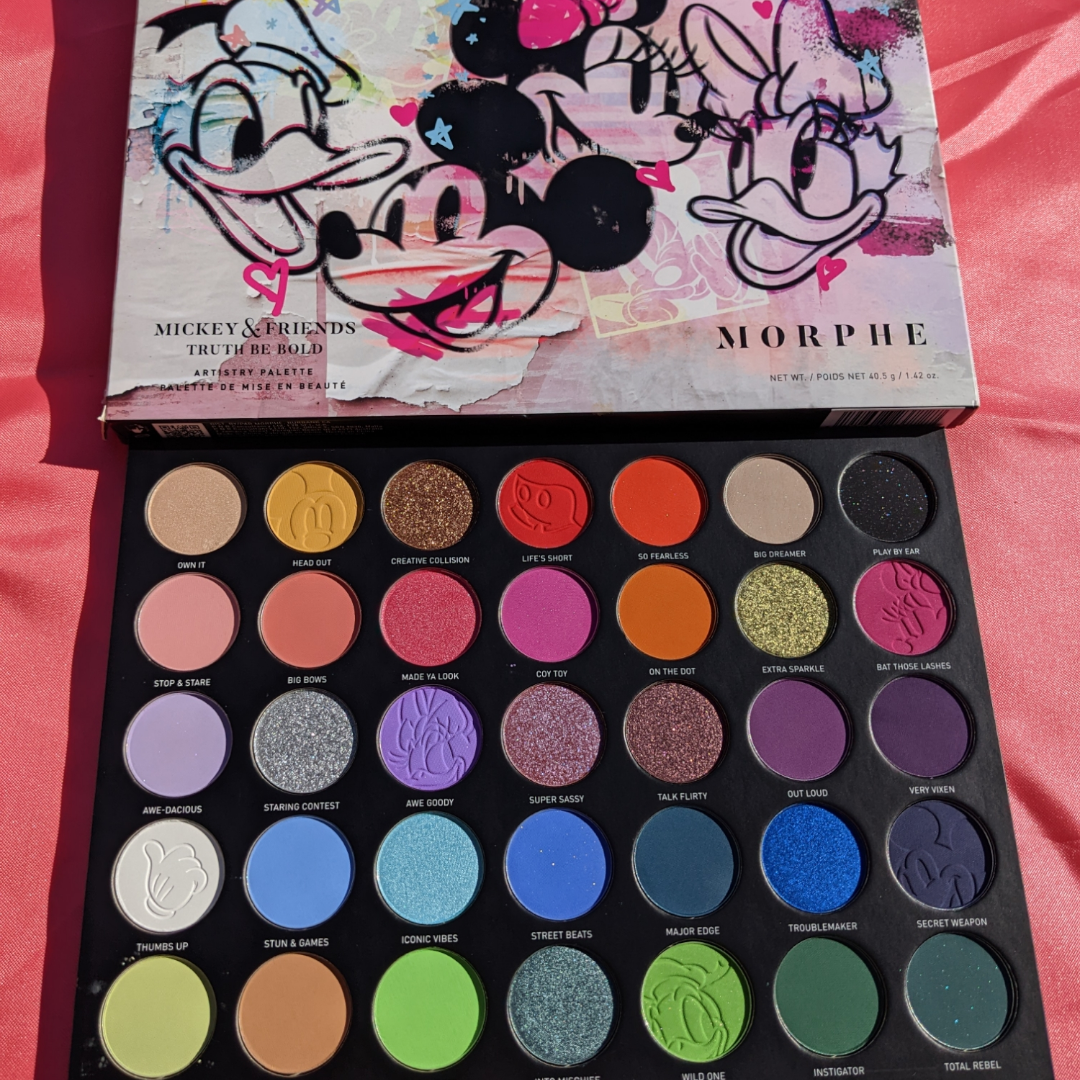 MICKEY & FRIENDS
TRUTH BE BOLD
ARTISTRY PALETTE
PALETTE DE MISE EN BEAUTÉ
MORPHE
NET WT. / POIDS NET 40.5 g / 1.42 oz.
OWN IT
HEAD OUT
CREATIVE COLLISION
LIFE'S SHORT
SO FEARLESS
BIG DREAMER
PLAY BY EAR
STOP & STARE
BIG BOWS
MADE YA LOOK
COY TOY
ON THE DOT
EXTRA SPARKLE
BAT THOSE LASHES
AWE-DACIOUS
STARING CONTEST
AWE GOODY
SUPER SASSY
TALK FLIRTY
OUT LOUD
VERY VIXEN
THUMBS UP
STUN & GAMES
ICONIC VIBES
STREET BEATS
MAJOR EDGE
TROUBLEMAKER
SECRET WEAPON
INTO MISCHIEF
WILD ONE
INSTIGATOR
TOTAL REBEL